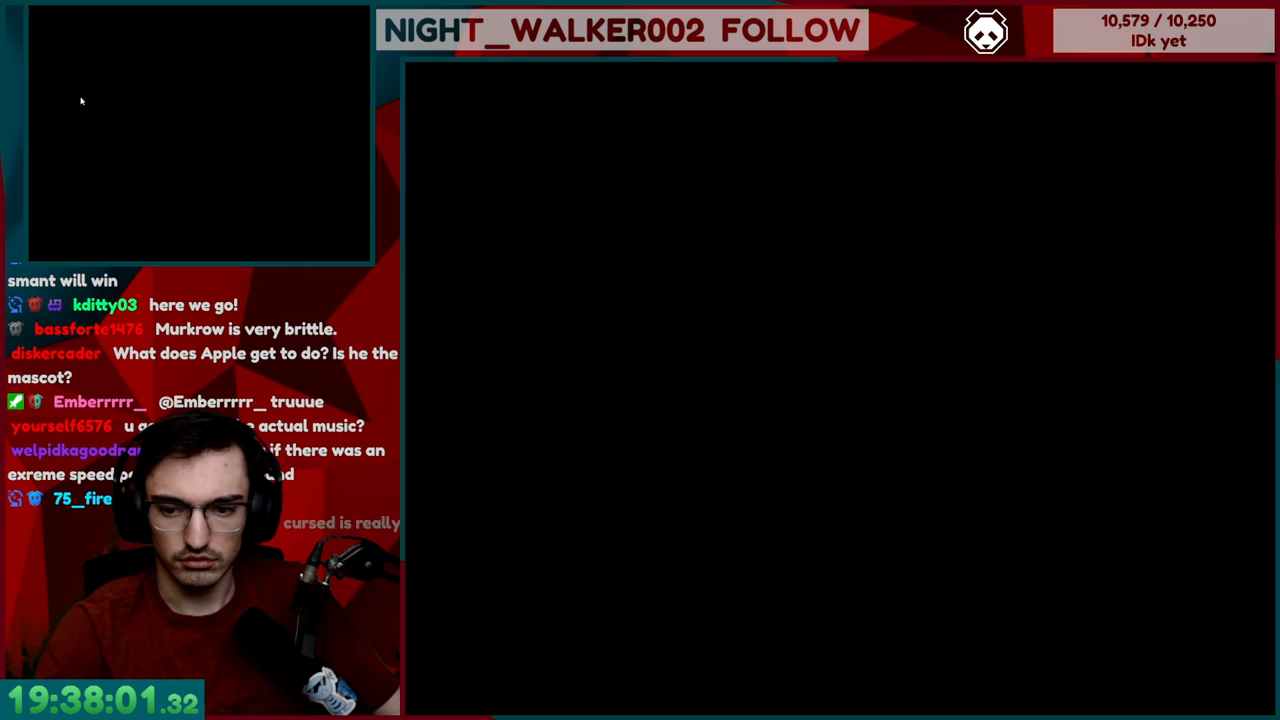 NIGHT_WALKER002 FOLLOW
10,579 / 10,250
IDk yet
smant will win
kditty03 here we go!
bassforte1476 Murkrow is very brittle.
diskercader What does Apple get to do? Is he the
mascot?
Emberrrrr_ @Emberrrrr_ truuue
yourself6576 actual music?
if there was an
exreme speed
75_fire
cursed is really
19:38:01.32